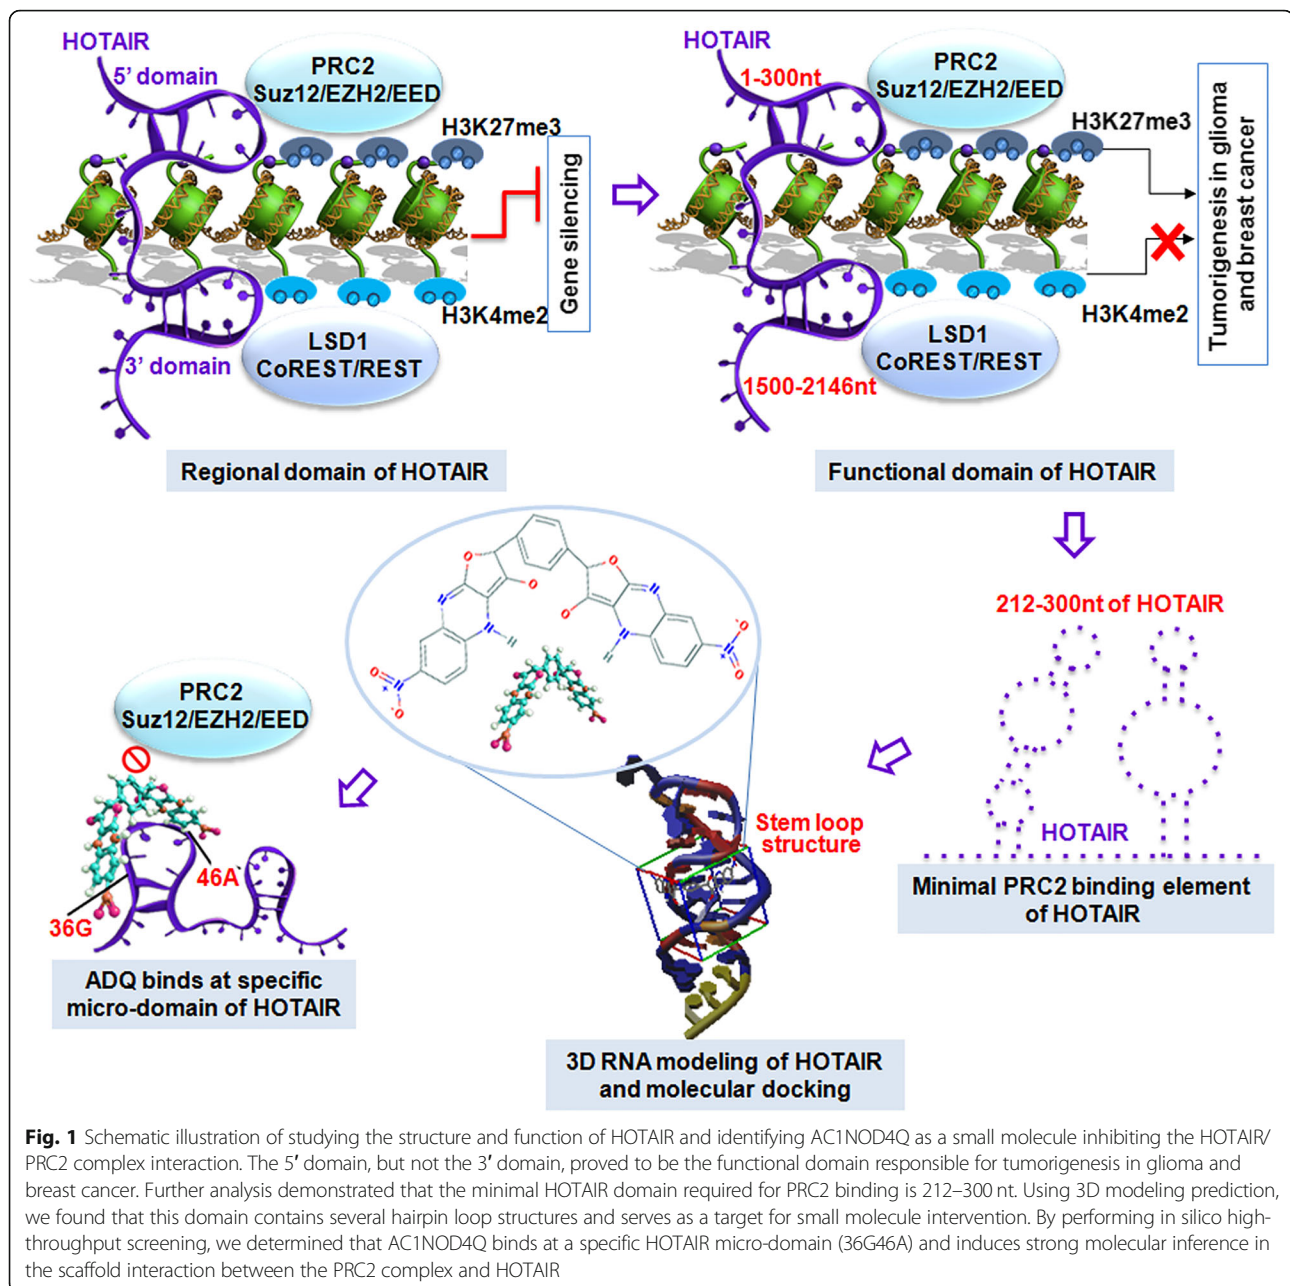 HOTAIR
5' domain
PRC2
Suz12/EZH2/EED
H3K27me3
Gene silencing
H3K4me2
LSD1
CoREST/REST
3' domain
Regional domain of HOTAIR
HOTAIR
1-300nt
PRC2
Suz12/EZH2/EED
H3K27me3
Tumorigenesis in glioma
and breast cancer
H3K4me2
LSD1
CoREST/REST
1500-2146nt
Functional domain of HOTAIR
212-300nt of HOTAIR
HOTAIR
Minimal PRC2 binding element
of HOTAIR
O
O
N
N
H
N+
O
O-
O
O
N
N
H
N+
O-
O
Stem loop
structure
3D RNA modeling of HOTAIR
and molecular docking
PRC2
Suz12/EZH2/EED
46A
36G
ADQ binds at specific
micro-domain of HOTAIR
Fig. 1 Schematic illustration of studying the structure and function of HOTAIR and identifying AC1NOD4Q as a small molecule inhibiting the HOTAIR/
PRC2 complex interaction. The 5′ domain, but not the 3′ domain, proved to be the functional domain responsible for tumorigenesis in glioma and
breast cancer. Further analysis demonstrated that the minimal HOTAIR domain required for PRC2 binding is 212–300 nt. Using 3D modeling prediction,
we found that this domain contains several hairpin loop structures and serves as a target for small molecule intervention. By performing in silico high-
throughput screening, we determined that AC1NOD4Q binds at a specific HOTAIR micro-domain (36G46A) and induces strong molecular inference in
the scaffold interaction between the PRC2 complex and HOTAIR